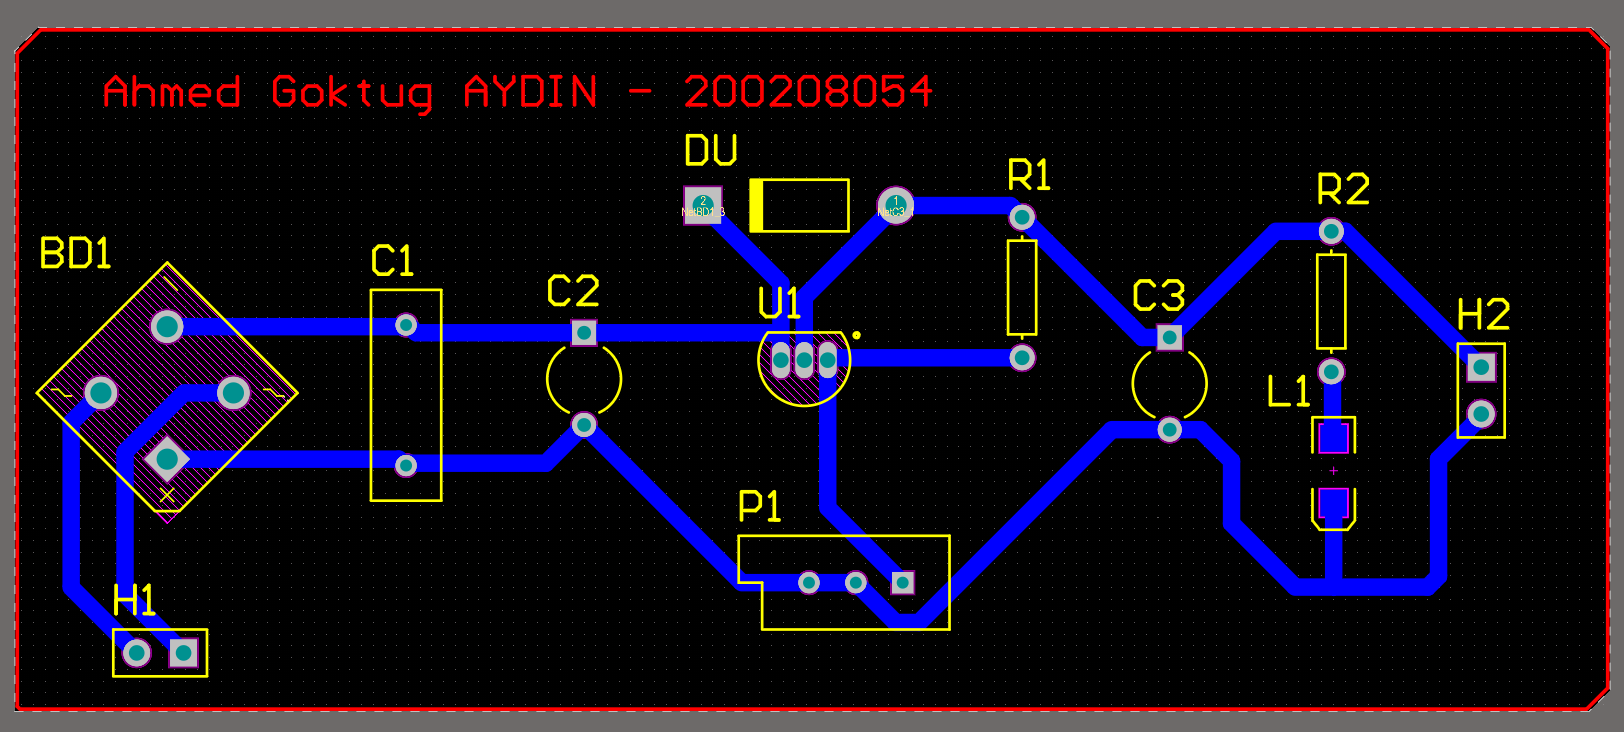 Ahmed Goktug AYDIN - 200208054
DU
R1
R2
2
NetBD1_3
1
BD1
C1
C2
U1
C3
H2
L1
P1
H1